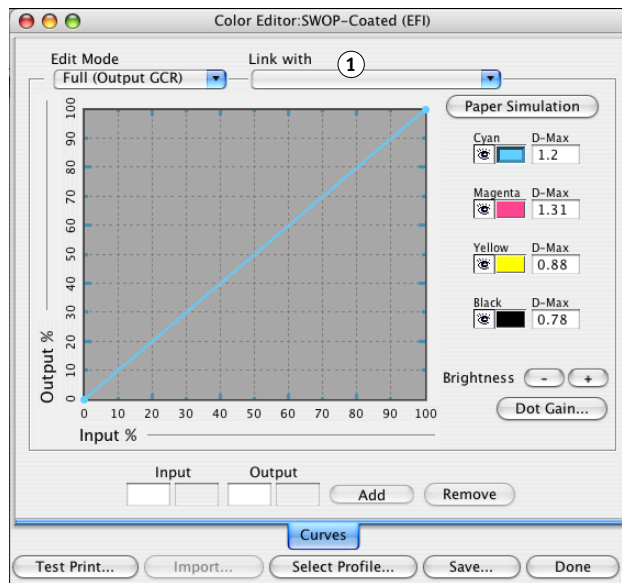 Color Editor:SWOP-Coated (EFI)
Edit Mode
Link with
1
Full (Output GCR)
Paper Simulation
Cyan D-Max
1.2
Magenta D-Max
1.31
Yellow D-Max
0.88
Black D-Max
0.78
Brightness - +
Dot Gain...
Output %
100
90
80
70
60
50
40
30
20
10
0
0 10 20 30 40 50 60 70 80 90 100
Input %
Input Output
Add Remove
Curves
Test Print... Import... Select Profile... Save... Done